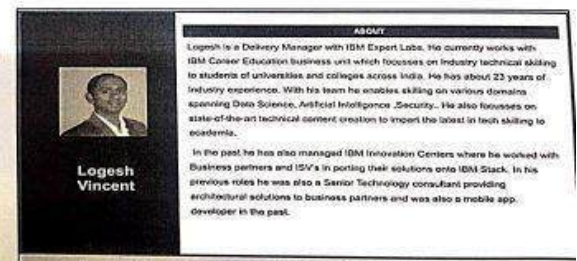 Logesh
Vincent
ABOUT
Logesh is a Delivery Manager with IBM Expert Labs. He currently works with
IBM Career Education business unit which focusses on Industry technical skilling
to students of universities and colleges across India. He has about 23 years of
Industry experience. With his team he enables skilling on various domains
spanning Data Science, Artificial Intelligence ,Security.. He also focusses on
state-of-the-art technical content creation to impart the latest in tech skilling to
academia.
In the past he has also managed IBM Innovation Centers where he worked with
Business partners and ISV's in porting their solutions onto IBM Stack. In his
previous roles he was also a Senior Technology consultant providing
architectural solutions to business partners and was also a mobile app.
developer in the past.